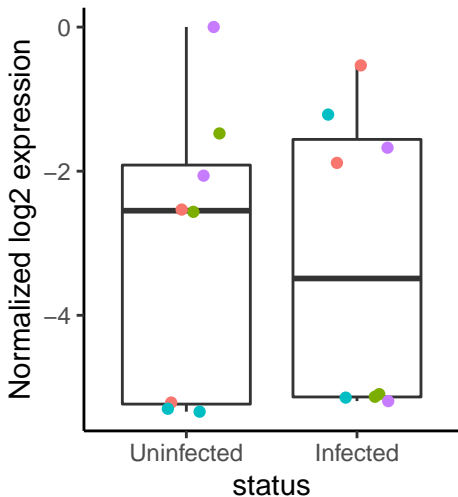 Normalized log2 expression
0
−2
−4
Uninfected
Infected
status